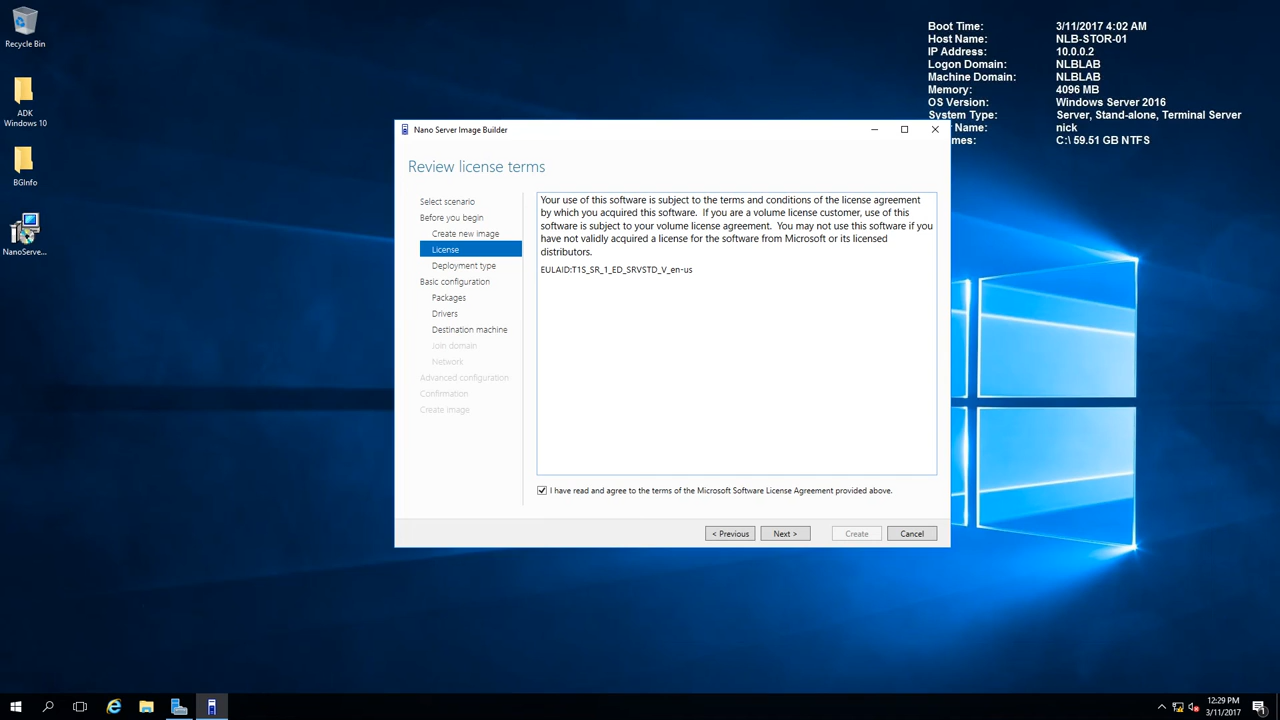 Recycle Bin
ADK
Windows 10
BGInfo
NanoServe...
Boot Time: 3/11/2017 4:02 AM
Host Name: NLB-STOR-01
IP Address: 10.0.0.2
Logon Domain: NLBLAB
Machine Domain: NLBLAB
Memory: 4096 MB
OS Version: Windows Server 2016
System Type: Server, Stand-alone, Terminal Server
Name: nick
mes: C:\ 59.51 GB NTFS
Nano Server Image Builder
Review license terms
Select scenario
Before you begin
Create new image
License
Deployment type
Basic configuration
Packages
Drivers
Destination machine
Join domain
Network
Advanced configuration
Confirmation
Create image
Your use of this software is subject to the terms and conditions of the license agreement
by which you acquired this software. If you are a volume license customer, use of this
software is subject to your volume license agreement. You may not use this software if you
have not validly acquired a license for the software from Microsoft or its licensed
distributors.
EULAID:T1S_SR_1_ED_SRVSTD_V_en-us
I have read and agree to the terms of the Microsoft Software License Agreement provided above.
< Previous
Next >
Create
Cancel
12:29 PM
3/11/2017
1